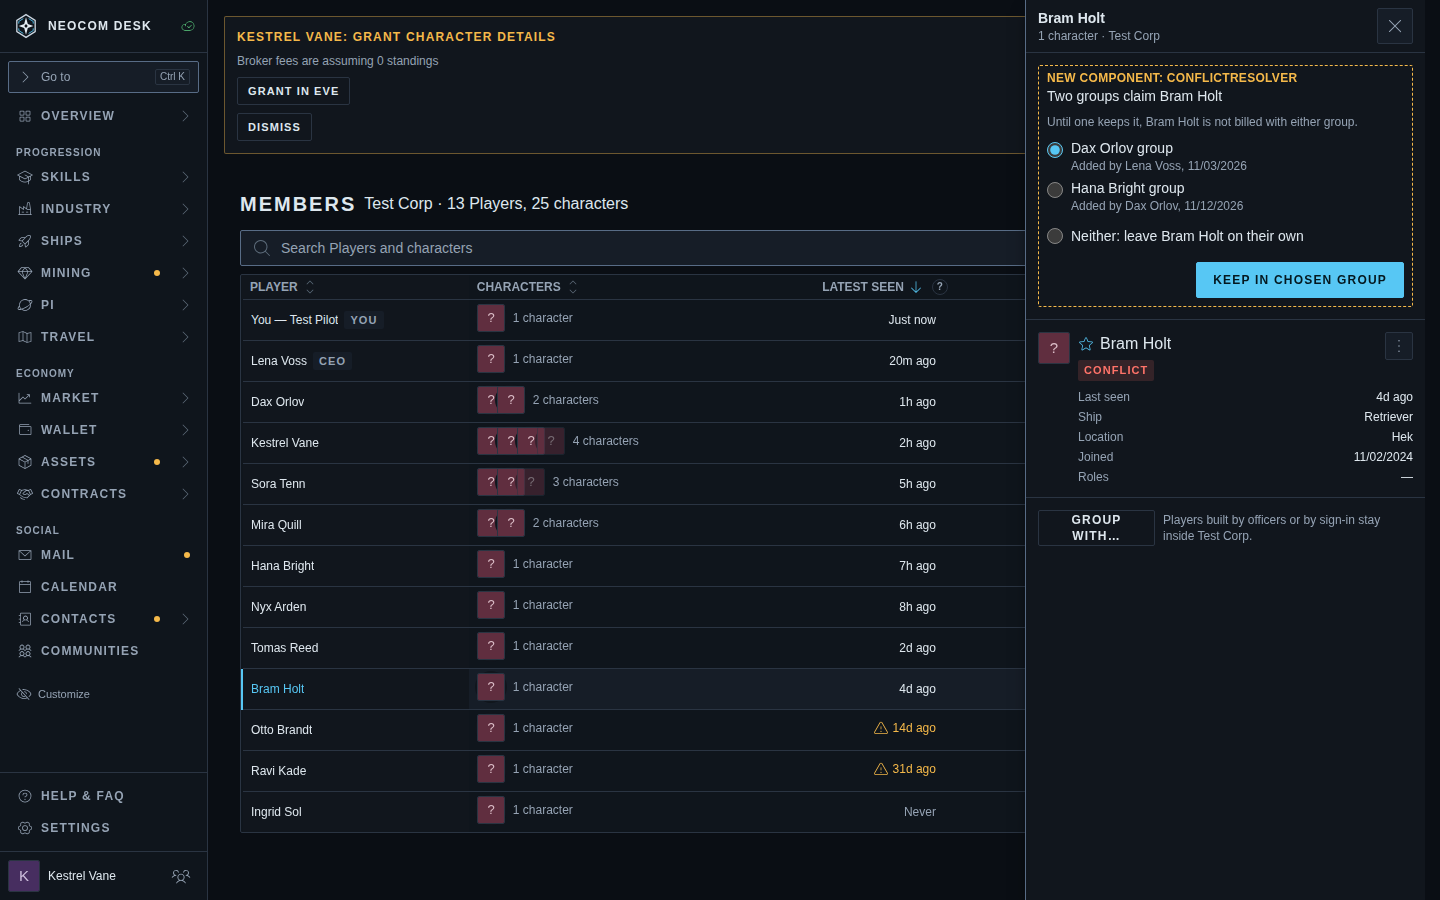 NEOCOM DESK
Go to
Ctrl K
OVERVIEW
PROGRESSION
SKILLS
INDUSTRY
SHIPS
MINING
PI
TRAVEL
ECONOMY
MARKET
WALLET
ASSETS
CONTRACTS
SOCIAL
MAIL
CALENDAR
CONTACTS
COMMUNITIES
Customize
HELP & FAQ
SETTINGS
K
Kestrel Vane
KESTREL VANE: GRANT CHARACTER DETAILS
Broker fees are assuming 0 standings
GRANT IN EVE
DISMISS
MEMBERS Test Corp · 13 Players, 25 characters
Search Players and characters
PLAYER CHARACTERS LATEST SEEN ?
You — Test Pilot YOU ? 1 character Just now
Lena Voss CEO ? 1 character 20m ago
Dax Orlov ? ? 2 characters 1h ago
Kestrel Vane ? ? ? ? 4 characters 2h ago
Sora Tenn ? ? ? 3 characters 5h ago
Mira Quill ? ? 2 characters 6h ago
Hana Bright ? 1 character 7h ago
Nyx Arden ? 1 character 8h ago
Tomas Reed ? 1 character 2d ago
Bram Holt ? 1 character 4d ago
Otto Brandt ? 1 character 14d ago
Ravi Kade ? 1 character 31d ago
Ingrid Sol ? 1 character Never
Bram Holt
1 character · Test Corp
NEW COMPONENT: CONFLICTRESOLVER
Two groups claim Bram Holt
Until one keeps it, Bram Holt is not billed with either group.
Dax Orlov group
Added by Lena Voss, 11/03/2026
Hana Bright group
Added by Dax Orlov, 11/12/2026
Neither: leave Bram Holt on their own
KEEP IN CHOSEN GROUP
? Bram Holt
CONFLICT
Last seen 4d ago
Ship Retriever
Location Hek
Joined 11/02/2024
Roles —
GROUP
WITH…
Players built by officers or by sign-in stay
inside Test Corp.